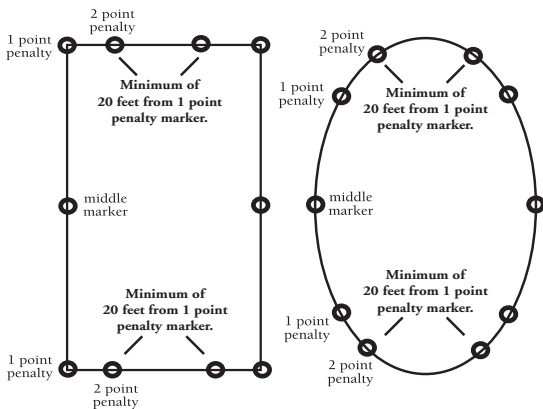 2 point
penalty
1 point
penalty
Minimum of
20 feet from 1 point
penalty marker.
middle
marker
Minimum of
20 feet from 1 point
penalty marker.
1 point
penalty
2 point
penalty
2 point
penalty
1 point
penalty
Minimum of
20 feet from 1 point
penalty marker.
middle
marker
Minimum of
20 feet from 1 point
penalty marker.
1 point
penalty
2 point
penalty